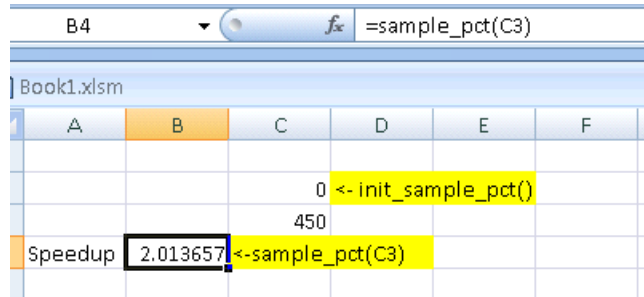 B4 fx =sample_pct(C3)
Book1.xlsm
A B C D E F
0 <- init_sample_pct()
450
Speedup 2.013657 <-sample_pct(C3)